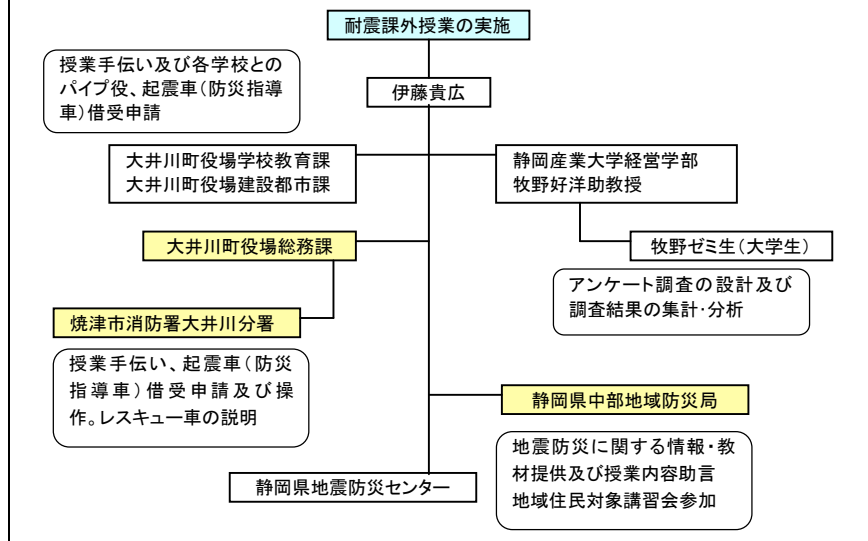 耐震課外授業の実施
授業手伝い及び各学校との
パイプ役、起震車(防災指導
車)借受申請
伊藤貴広
大井川町役場学校教育課
大井川町役場建設都市課
静岡産業大学経営学部
牧野好洋助教授
大井川町役場総務課
牧野ゼミ生(大学生)
アンケート調査の設計及び
調査結果の集計・分析
焼津市消防署大井川分署
授業手伝い、起震車(防災
指導車)借受申請及び操
作。レスキュー車の説明
静岡県中部地域防災局
地震防災に関する情報・教
材提供及び授業内容助言
地域住民対象講習会参加
静岡県地震防災センター